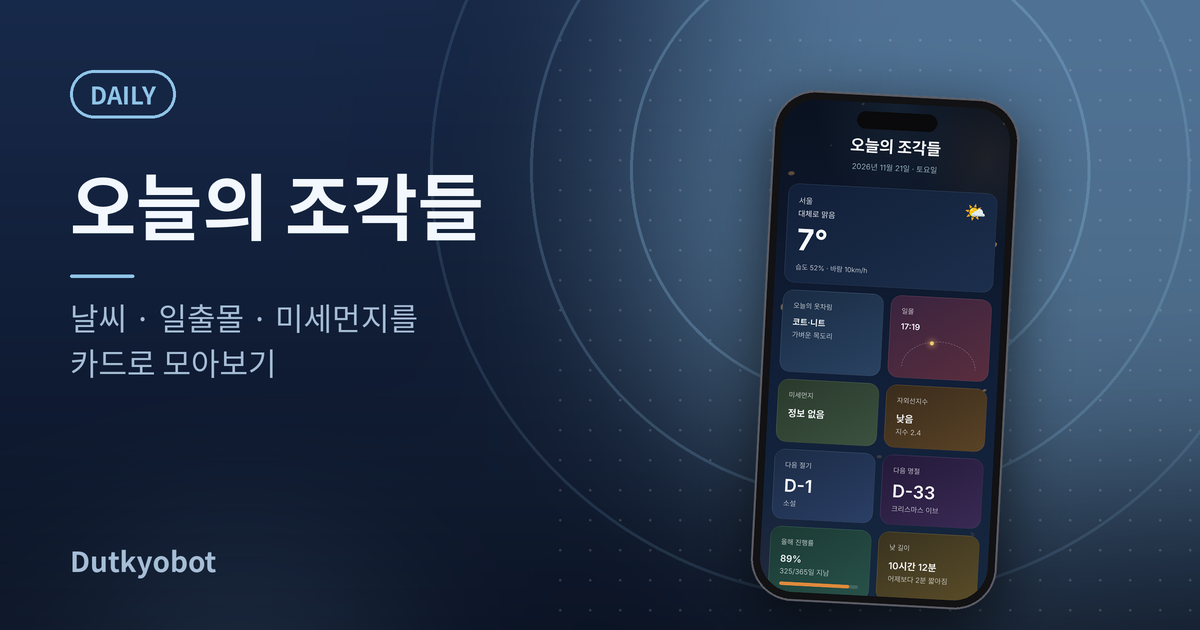 DAILY
오늘의 조각들
날씨 · 일출몰 · 미세먼지를
카드로 모아보기
Dutkyobot
오늘의 조각들
2026년 11월 21일 · 토요일
서울
대체로 맑음
7°
습도 52% · 바람 10km/h
오늘의 옷차림
코트·니트
가벼운 목도리
일몰
17:19
미세먼지
정보 없음
자외선지수
낮음
지수 2.4
다음 절기
D-1
소설
다음 명절
D-33
크리스마스 이브
올해 진행률
89%
325/365일 지남
낮 길이
10시간 12분
어제보다 2분 짧아짐